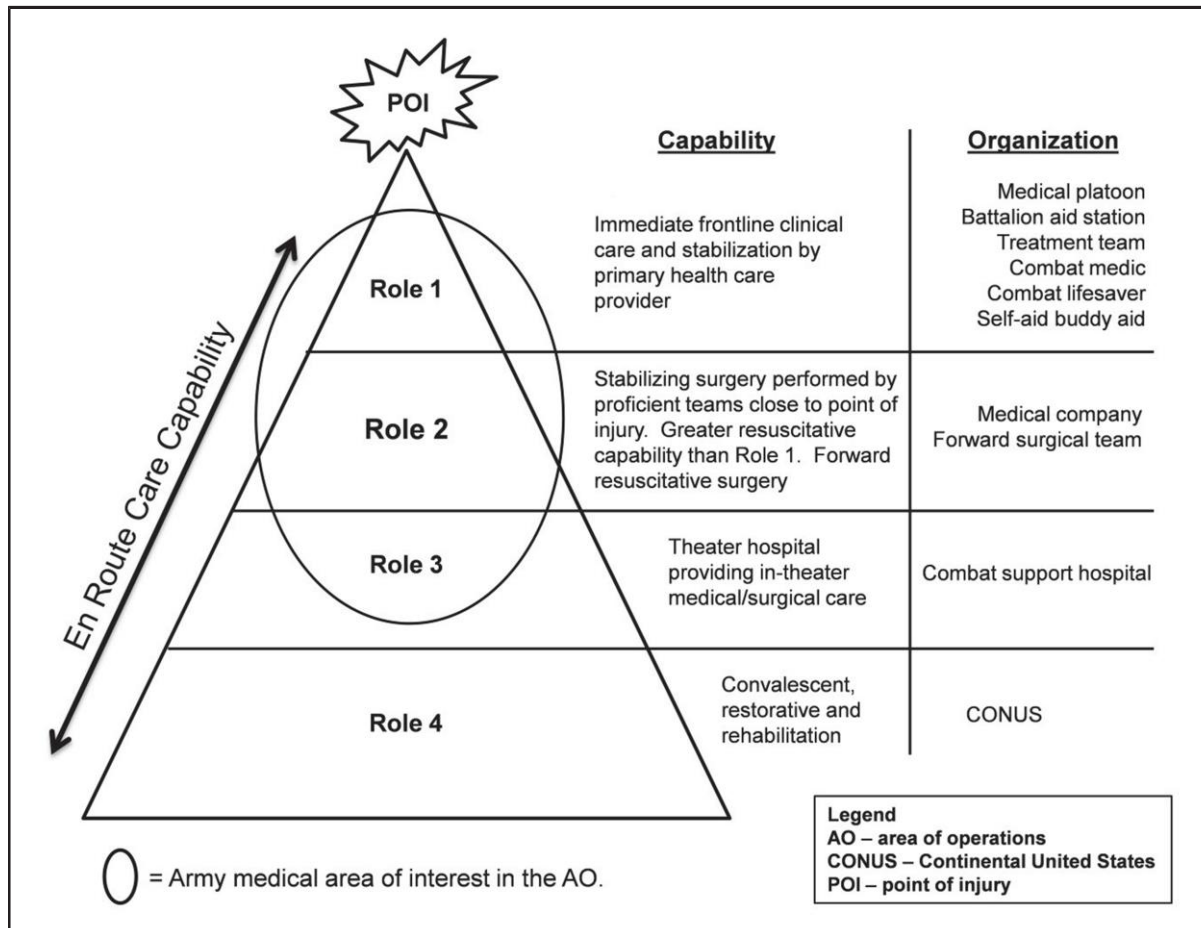 POI
Capability
Organization
En Route Care Capability
Role 1
Immediate frontline clinical
care and stabilization by
primary health care
provider
Medical platoon
Battalion aid station
Treatment team
Combat medic
Combat lifesaver
Self-aid buddy aid
Role 2
Stabilizing surgery performed by
proficient teams close to point of
injury. Greater resuscitative
capability than Role 1. Forward
resuscitative surgery
Medical company
Forward surgical team
Role 3
Theater hospital
providing in-theater
medical/surgical care
Combat support hospital
Role 4
Convalescent,
restorative and
rehabilitation
CONUS
= Army medical area of interest in the AO.
Legend
AO – area of operations
CONUS – Continental United States
POI – point of injury